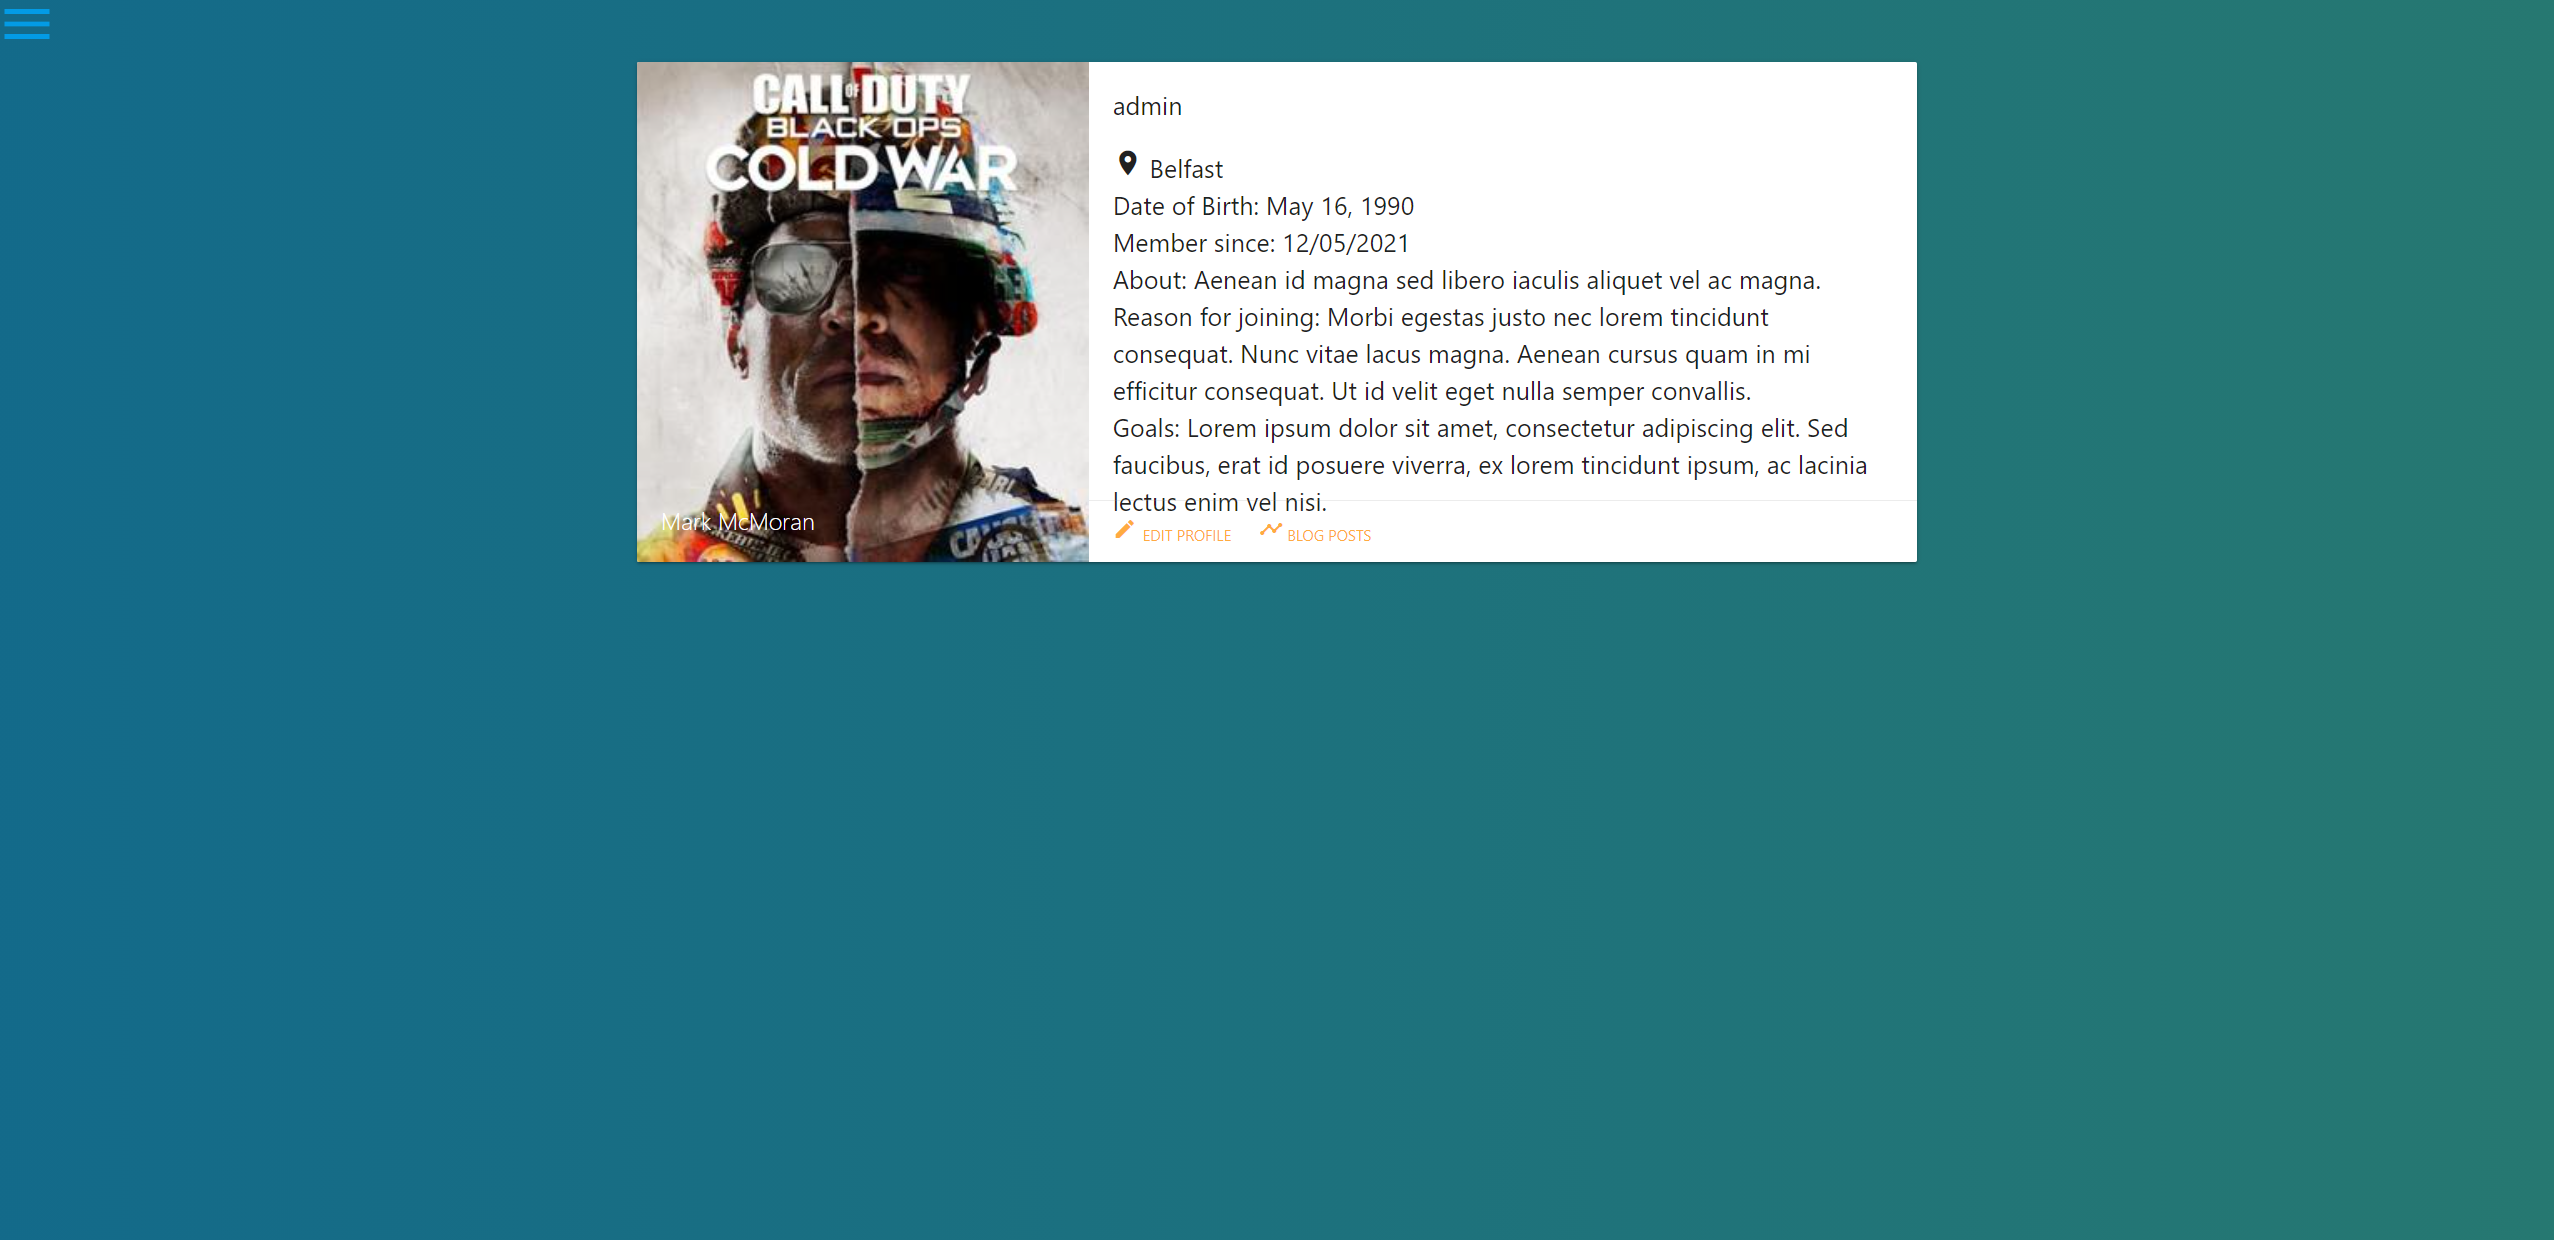 CALL OF DUTY
BLACK OPS
COLD WAR
Mark McMoran
admin
Belfast
Date of Birth: May 16, 1990
Member since: 12/05/2021
About: Aenean id magna sed libero iaculis aliquet vel ac magna.
Reason for joining: Morbi egestas justo nec lorem tincidunt
consequat. Nunc vitae lacus magna. Aenean cursus quam in mi
efficitur consequat. Ut id velit eget nulla semper convallis.
Goals: Lorem ipsum dolor sit amet, consectetur adipiscing elit. Sed
faucibus, erat id posuere viverra, ex lorem tincidunt ipsum, ac lacinia
lectus enim vel nisi.
EDIT PROFILE BLOG POSTS